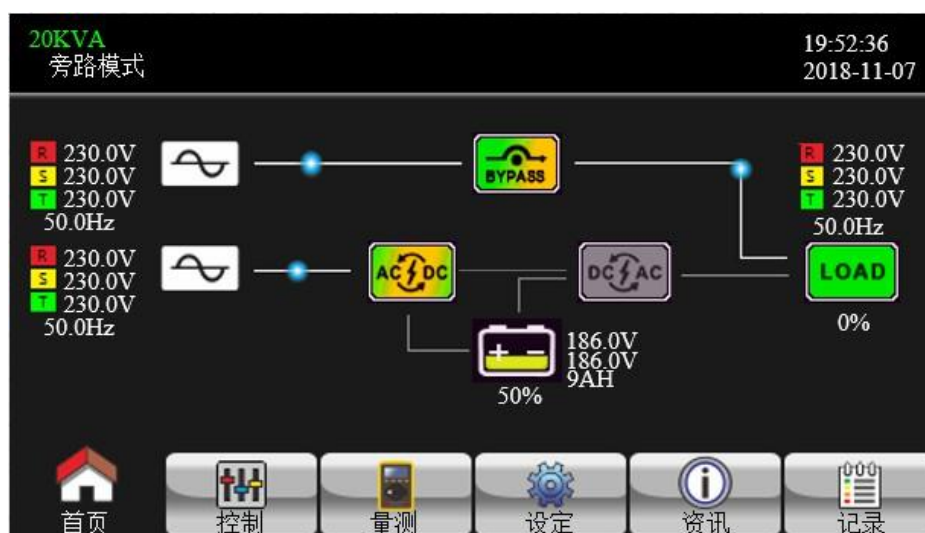 20KVA
旁路模式
19:52:36
2018-11-07
R 230.0V
S 230.0V
T 230.0V
50.0Hz
BYPASS
R 230.0V
S 230.0V
T 230.0V
50.0Hz
R 230.0V
S 230.0V
T 230.0V
50.0Hz
AC DC
DC AC
LOAD
0%
186.0V
186.0V
9AH
50%
首页
控制
量测
设定
资讯
记录